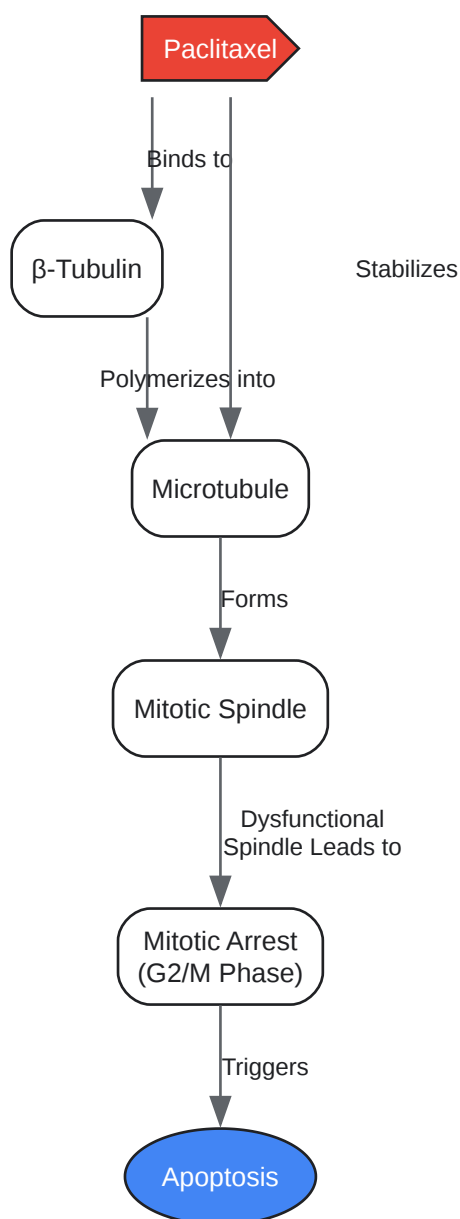 Paclitaxel
Binds to
β-Tubulin
Stabilizes
Polymerizes into
Microtubule
Forms
Mitotic Spindle
Dysfunctional
Spindle Leads to
Mitotic Arrest
(G2/M Phase)
Triggers
Apoptosis